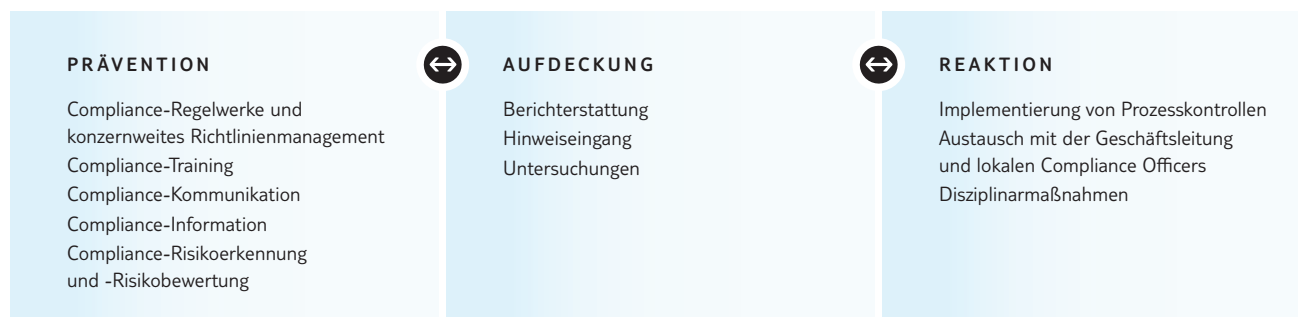 PRÄVENTION
Compliance-Regelwerke und
konzernweites Richtlinienmanagement
Compliance-Training
Compliance-Kommunikation
Compliance-Information
Compliance-Risikoerkennung
und -Risikobewertung
AUFDECKUNG
Berichterstattung
Hinweiseingang
Untersuchungen
REAKTION
Implementierung von Prozesskontrollen
Austausch mit der Geschäftsleitung
und lokalen Compliance Officers
Disziplinarmaßnahmen